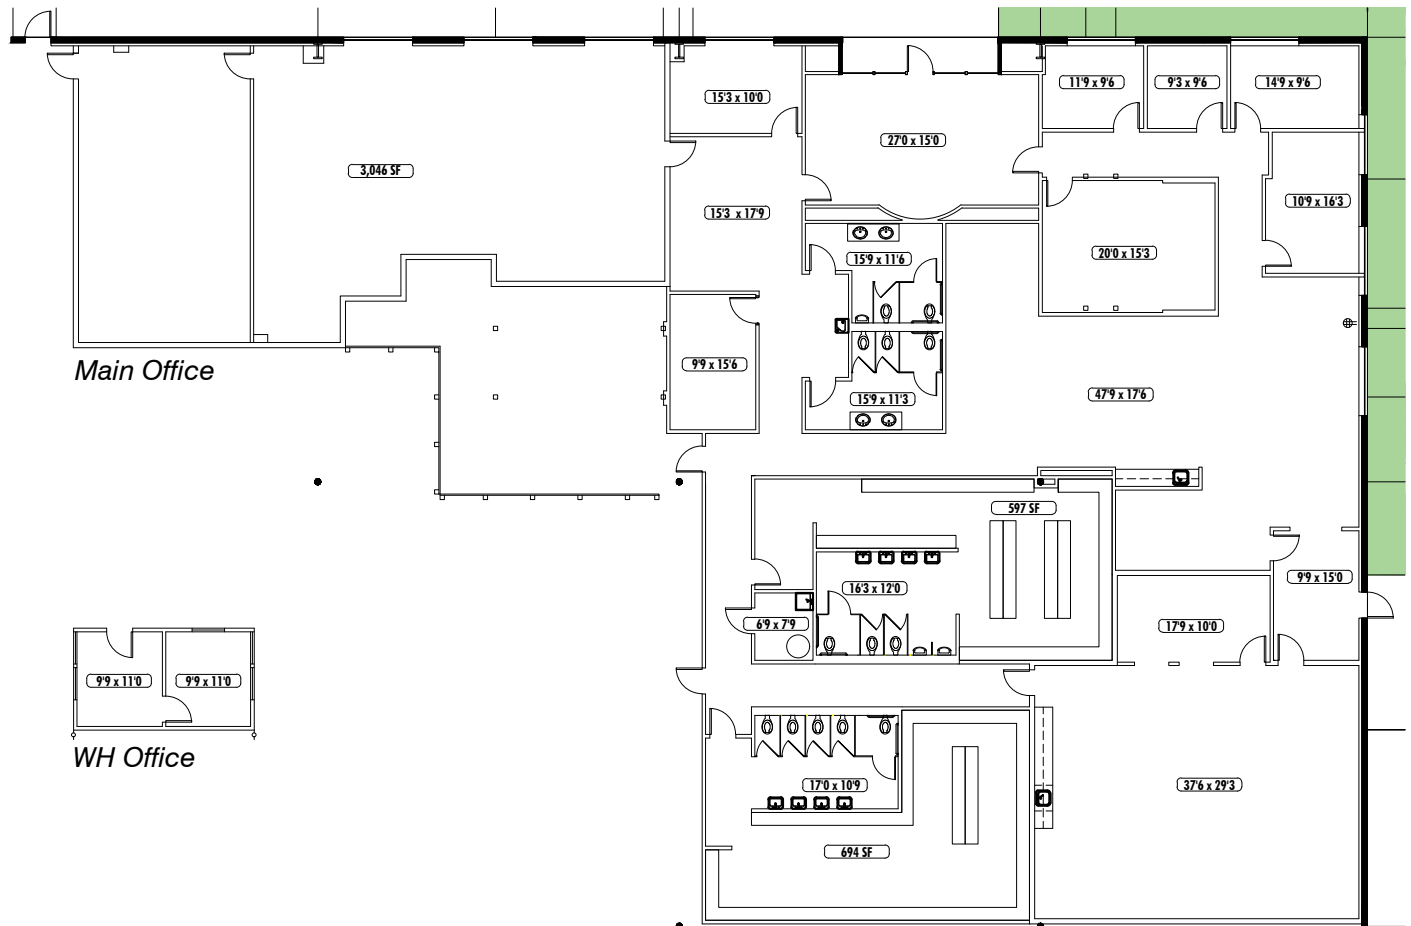 11'9 x 9'6
9'3 x 9'6
14'9 x 9'6
15'3 x 10'0
27'0 x 15'0
3,046 SF
10'9 x 16'3
15'3 x 17'9
20'0 x 15'3
15'9 x 11'6
9'9 x 15'6
Main Office
47'9 x 17'6
15'9 x 11'3
597 SF
9'9 x 15'0
16'3 x 12'0
6'9 x 7'9
17'9 x 10'0
9'9 x 11'0
9'9 x 11'0
WH Office
17'0 x 10'9
37'6 x 29'3
694 SF